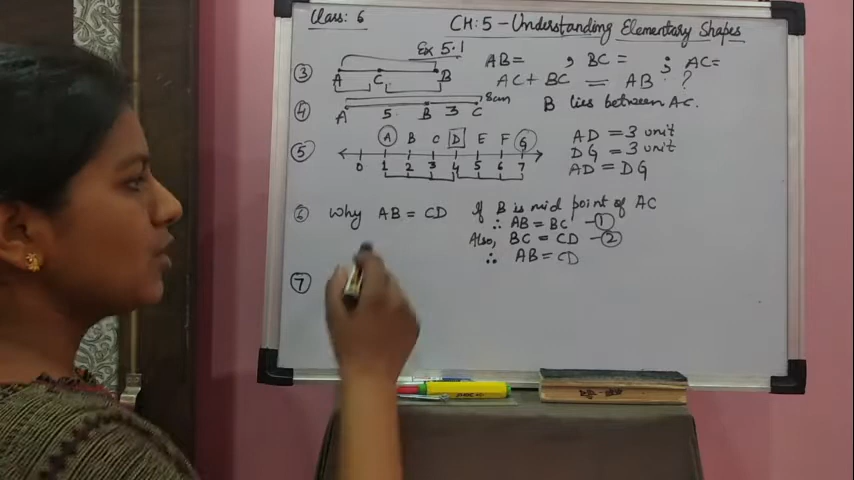 Class: 6
CH: 5 - Understanding Elementary Shapes
Ex 5.1
③ A C B
AB = , BC = ; AC =
AC + BC = AB ?
④ A 5 B 3 C 8cm
B lies between AC.
⑤ A B C D E F G
0 1 2 3 4 5 6 7
AD = 3 unit
DG = 3 unit
AD = DG
⑥ Why AB = CD
If B is mid point of AC
∴ AB = BC - ①
Also, BC = CD - ②
∴ AB = CD
⑦